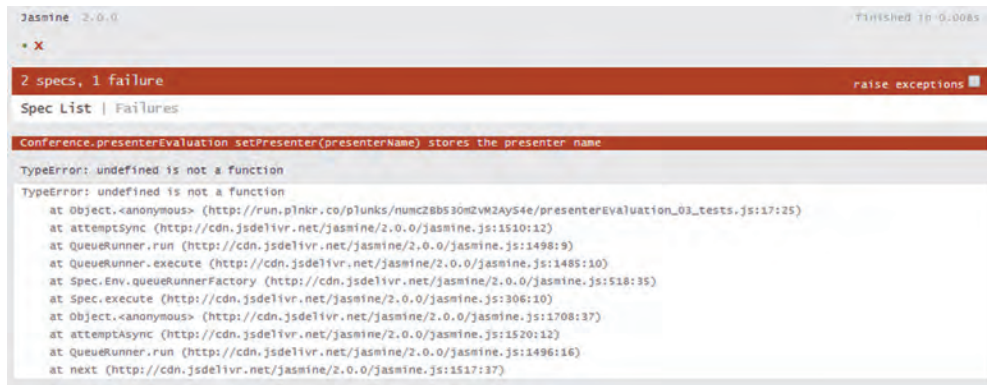 Jasmine 2.0.0 finished in 0.008s
• x
2 specs, 1 failure raise exceptions
Spec List | Failures
Conference.presenterEvaluation setPresenter(presenterName) stores the presenter name
TypeError: undefined is not a function
TypeError: undefined is not a function
at Object.<anonymous> (http://run.plnkr.co/plunks/numcZ8bS3OmZvM2AyS4e/presenterEvaluation_03_tests.js:17:25)
at attemptSync (http://cdn.jsdelivr.net/jasmine/2.0.0/jasmine.js:1510:12)
at QueueRunner.run (http://cdn.jsdelivr.net/jasmine/2.0.0/jasmine.js:1498:9)
at QueueRunner.execute (http://cdn.jsdelivr.net/jasmine/2.0.0/jasmine.js:1485:10)
at Spec.Env.queueRunnerFactory (http://cdn.jsdelivr.net/jasmine/2.0.0/jasmine.js:518:35)
at Spec.execute (http://cdn.jsdelivr.net/jasmine/2.0.0/jasmine.js:306:10)
at Object.<anonymous> (http://cdn.jsdelivr.net/jasmine/2.0.0/jasmine.js:1708:37)
at attemptAsync (http://cdn.jsdelivr.net/jasmine/2.0.0/jasmine.js:1520:12)
at QueueRunner.run (http://cdn.jsdelivr.net/jasmine/2.0.0/jasmine.js:1496:16)
at next (http://cdn.jsdelivr.net/jasmine/2.0.0/jasmine.js:1517:37)